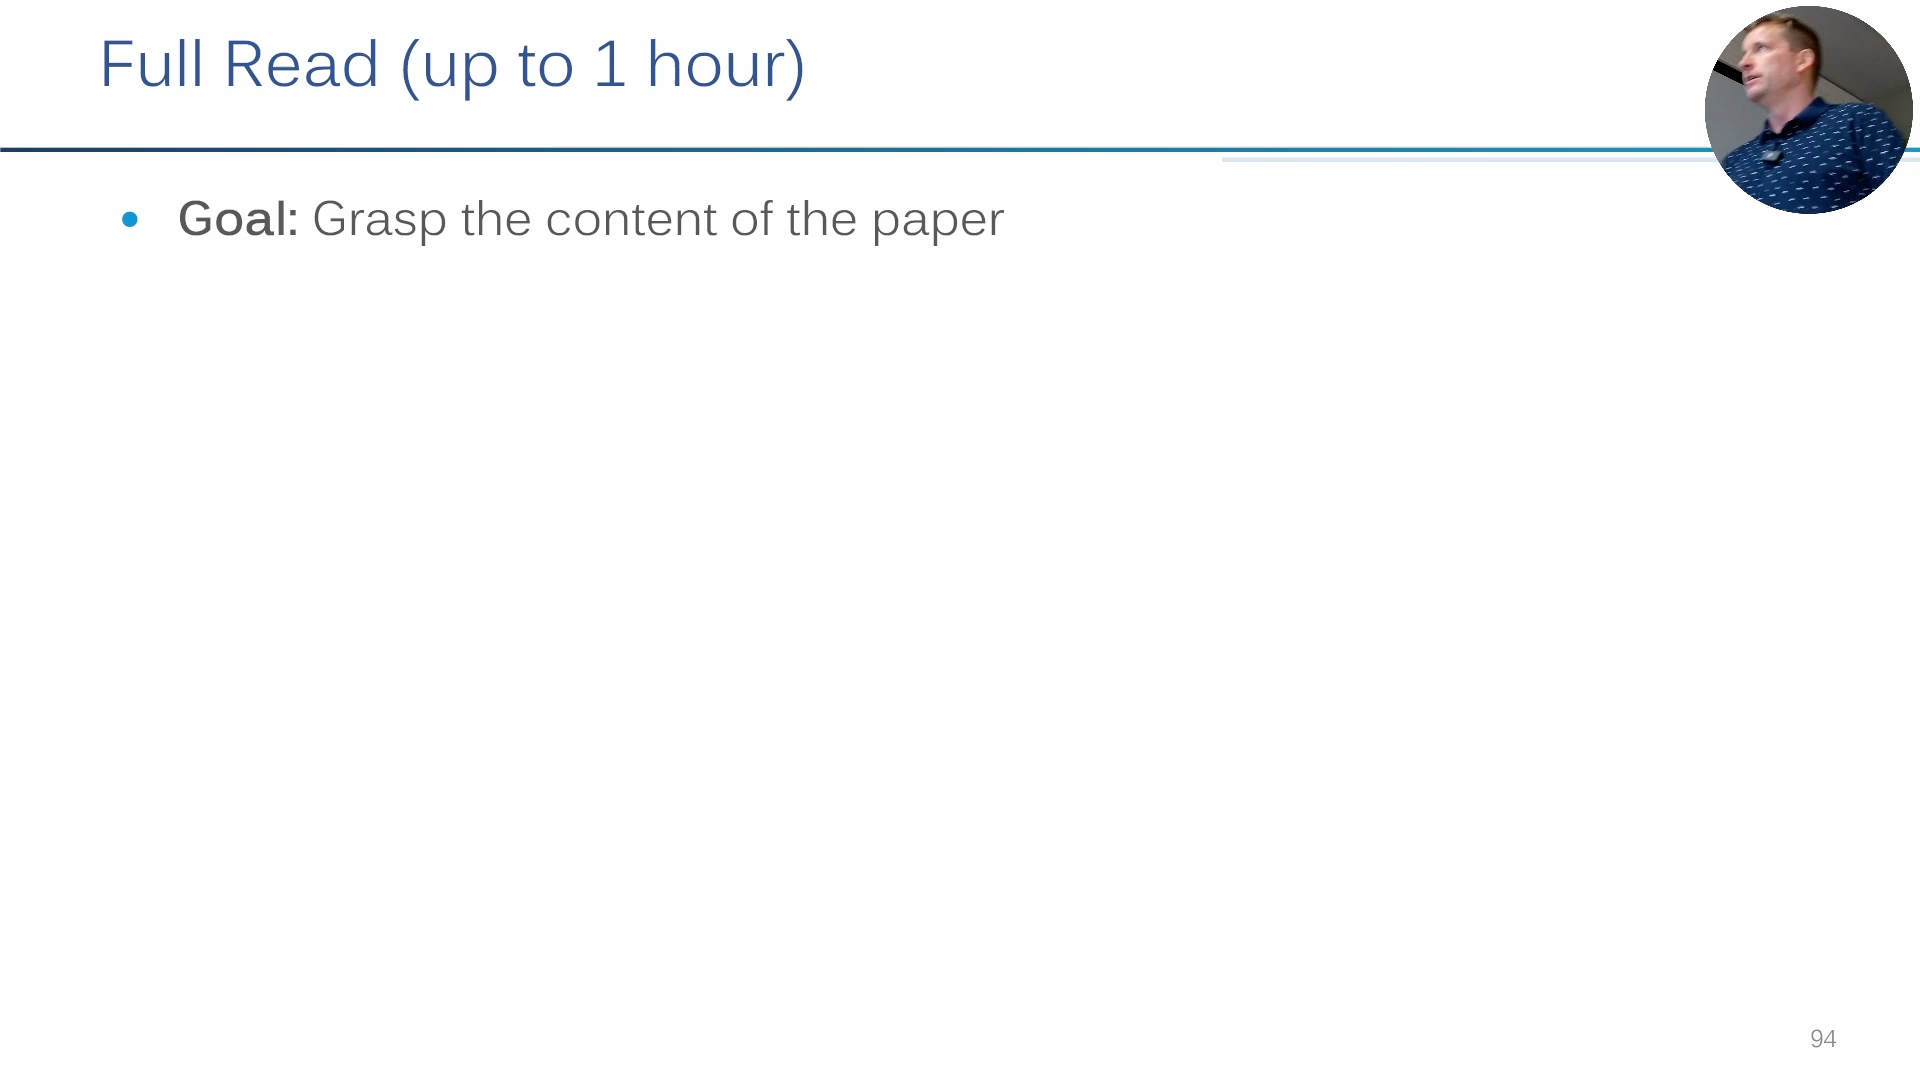 Full Read (up to 1 hour)
Goal: Grasp the content of the paper
94